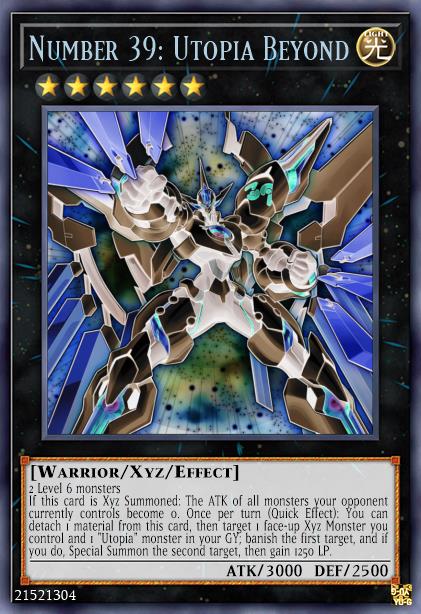 NUMBER 39: UTOPIA BEYOND
LIGHT
光
39
[WARRIOR/XYZ/EFFECT]
2 Level 6 monsters
If this card is Xyz Summoned: The ATK of all monsters your opponent
currently controls become 0. Once per turn (Quick Effect): You can
detach 1 material from this card, then target 1 face-up Xyz Monster you
control and 1 "Utopia" monster in your GY; banish the first target, and if
you do, Special Summon the second target, then gain 1250 LP.
ATK/3000 DEF/2500
21521304